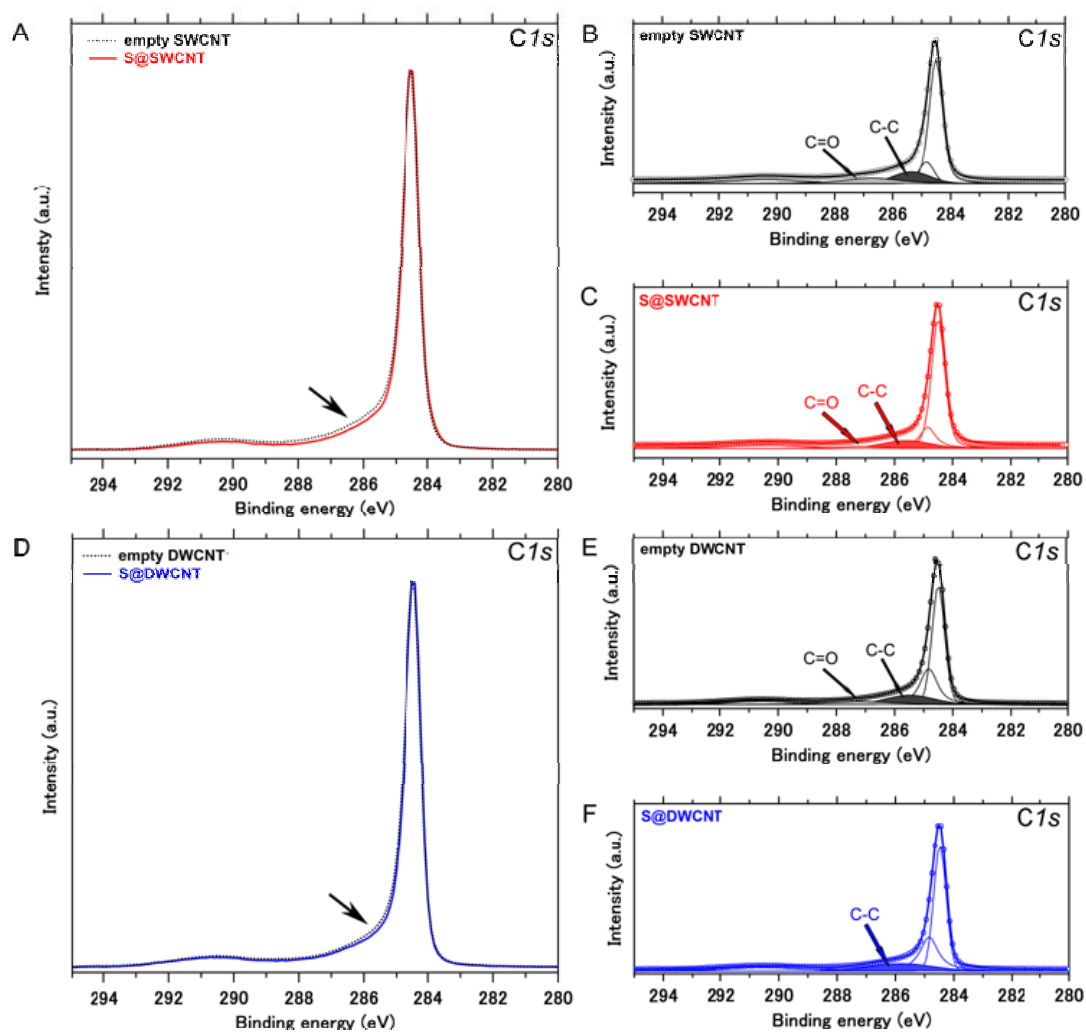 A
empty SWCNT
S@SWCNT
C1s
Intensty (a.u.)
294 292 290 288 286 284 282 280
Binding energy (eV)
B
empty SWCNT
C1s
C=O
C-C
Intensity (a.u.)
294 292 290 288 286 284 282 280
Binding energy (eV)
C
S@SWCNT
C1s
C=O
C-C
Intensity (a.u.)
294 292 290 288 286 284 282 280
Binding energy (eV)
D
empty DWCNT
S@DWCNT
C1s
Intensity (a.u.)
294 292 290 288 286 284 282 280
Binding energy (eV)
E
empty DWCNT
C1s
C=O
C-C
Intensity (a.u.)
294 292 290 288 286 284 282 280
Binding energy (eV)
F
S@DWCNT
C1s
C-C
Intensity (a.u.)
294 292 290 288 286 284 282 280
Binding energy (eV)